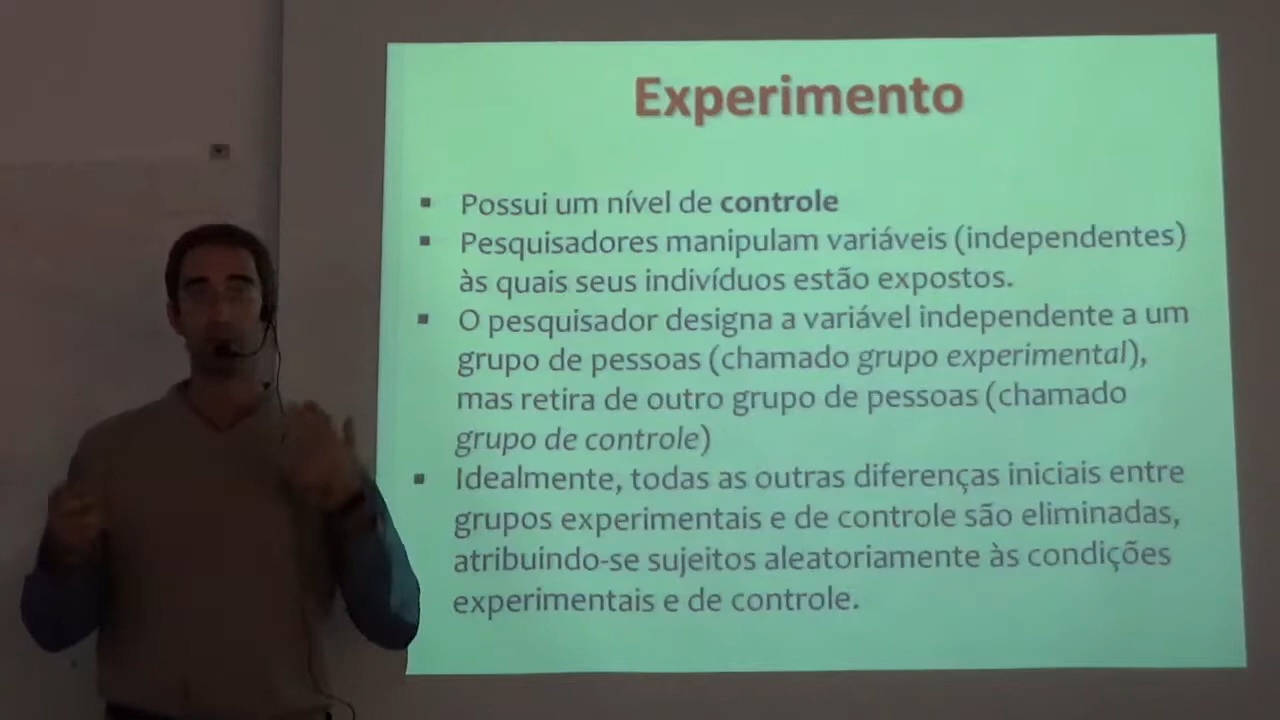 Experimento
▪ Possui um nível de controle
▪ Pesquisadores manipulam variáveis (independentes)
às quais seus indivíduos estão expostos.
▪ O pesquisador designa a variável independente a um
grupo de pessoas (chamado grupo experimental),
mas retira de outro grupo de pessoas (chamado
grupo de controle)
▪ Idealmente, todas as outras diferenças iniciais entre
grupos experimentais e de controle são eliminadas,
atribuindo-se sujeitos aleatoriamente às condições
experimentais e de controle.